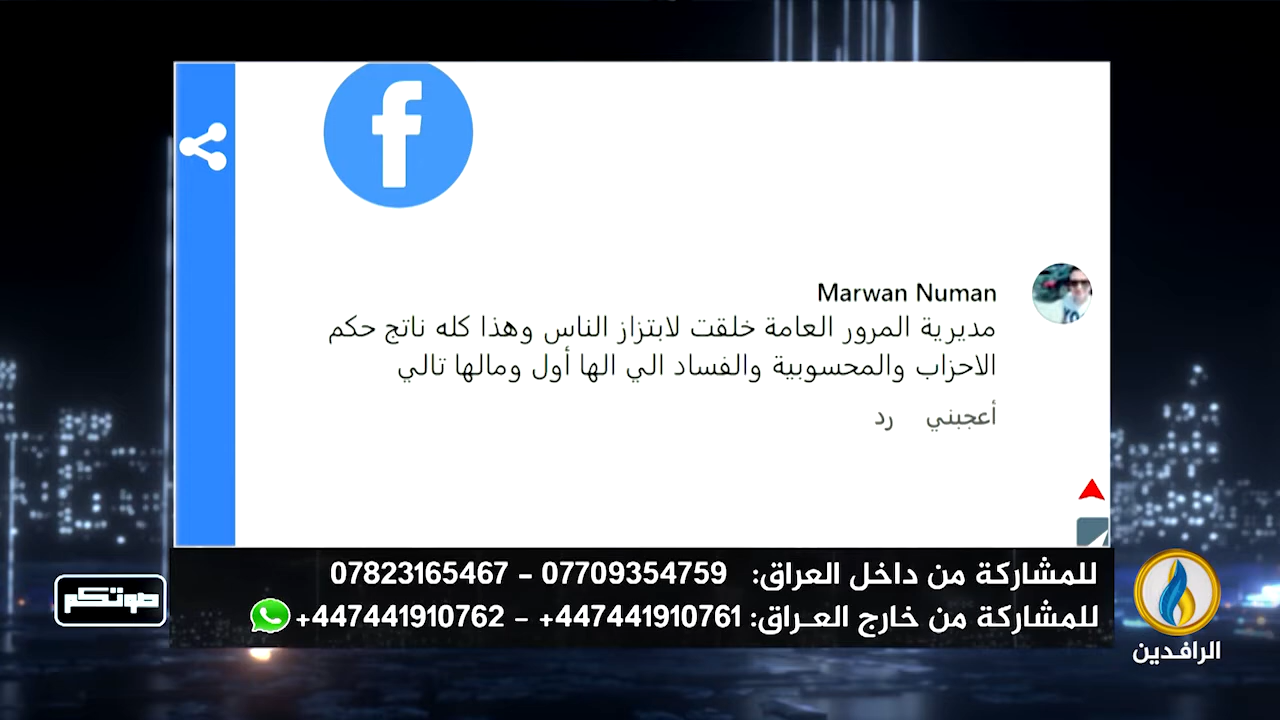 f
Marwan Numan
مديرية المرور العامة خلقت لابتزاز الناس وهذا كله ناتج حكم
الاحزاب والمحسوبية والفساد الي الها أول ومالها تالي
أعجبني رد
للمشاركة من داخل العراق: 07709354759 - 07823165467
للمشاركة من خارج العـراق: 447441910761+ - 447441910762+
صوتكم
الرافدين